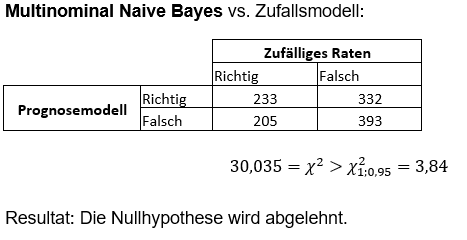 Multinominal Naive Bayes vs. Zufallsmodell:
Zufälliges Raten
Richtig Falsch
Prognosemodell Richtig 233 332
Falsch 205 393
30,035 = χ² > χ²₁;₀,₉₅ = 3,84
Resultat: Die Nullhypothese wird abgelehnt.